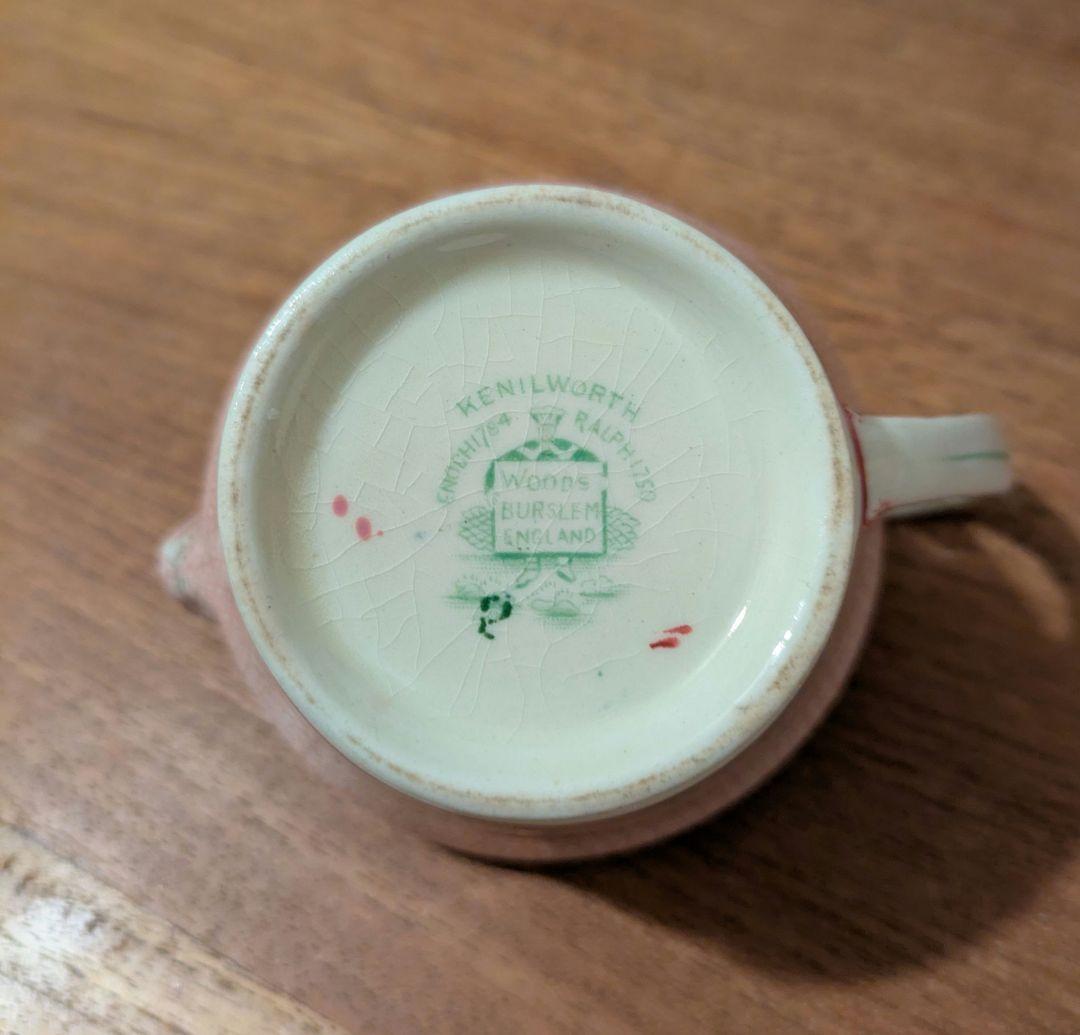 KENILWORTH
ENOCH 1784 RALPH 1750
WOODS
BURSLEM
ENGLAND